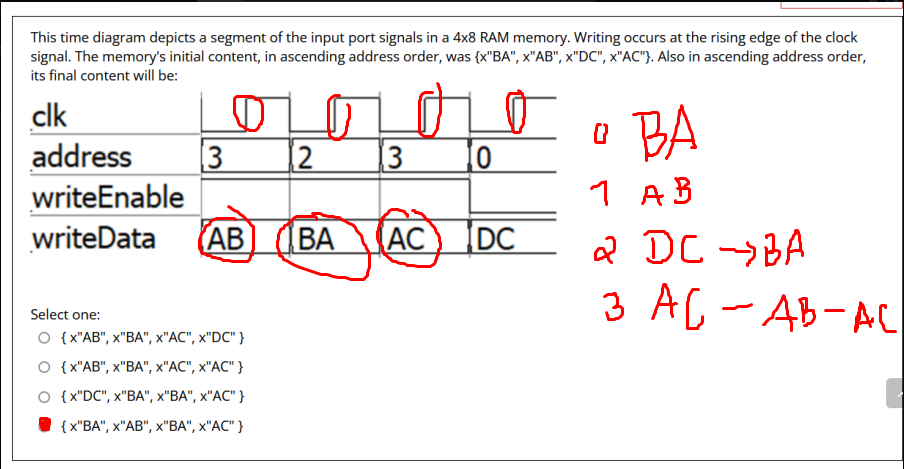 This time diagram depicts a segment of the input port signals in a 4x8 RAM memory. Writing occurs at the rising edge of the clock
signal. The memory's initial content, in ascending address order, was {x"BA", x"AB", x"DC", x"AC"}. Also in ascending address order,
its final content will be:
clk
address 3 2 3 0
writeEnable
writeData AB BA AC DC
0 BA
1 AB
2 DC →BA
3 AC – AB – AC
Select one:
{ x"AB", x"BA", x"AC", x"DC" }
{ x"AB", x"BA", x"AC", x"AC" }
{ x"DC", x"BA", x"BA", x"AC" }
{ x"BA", x"AB", x"BA", x"AC" }